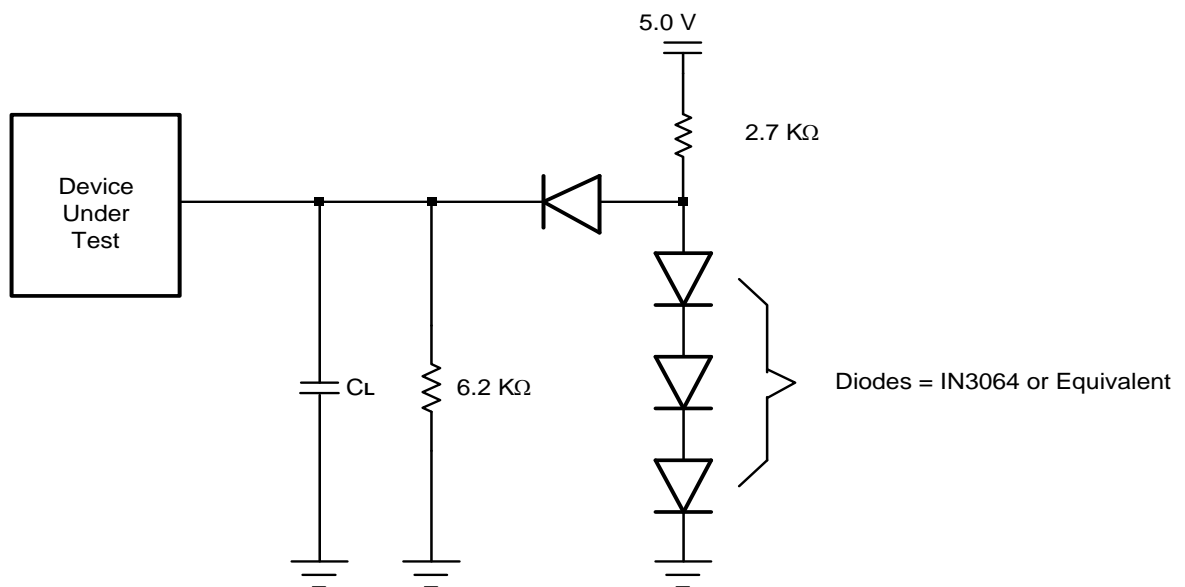 5.0 V
2.7 KΩ
Device
Under
Test
CL
6.2 KΩ
Diodes = IN3064 or Equivalent